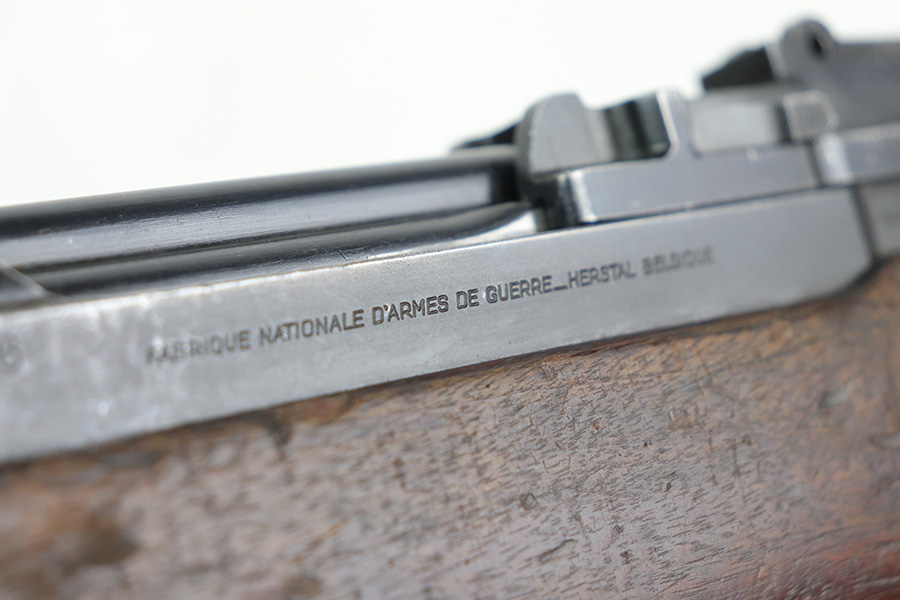 FABRIQUE NATIONALE D'ARMES DE GUERRE_HERSTAL BELGIQUE